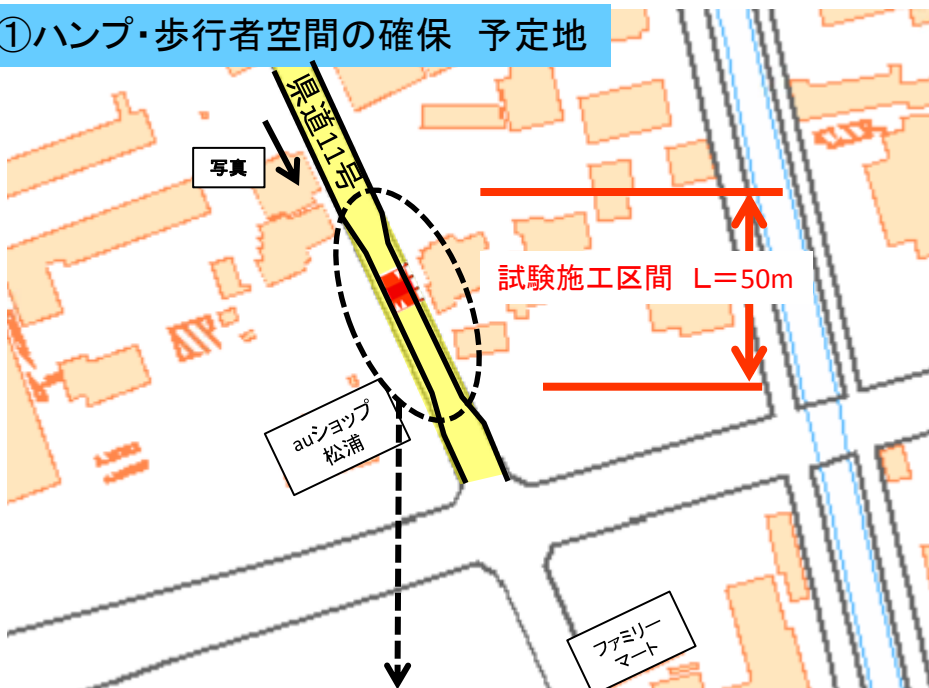 ①ハンプ・歩行者空間の確保 予定地
県道11号
写真
試験施工区間 L=50m
auショップ
松浦
ファミリー
マート